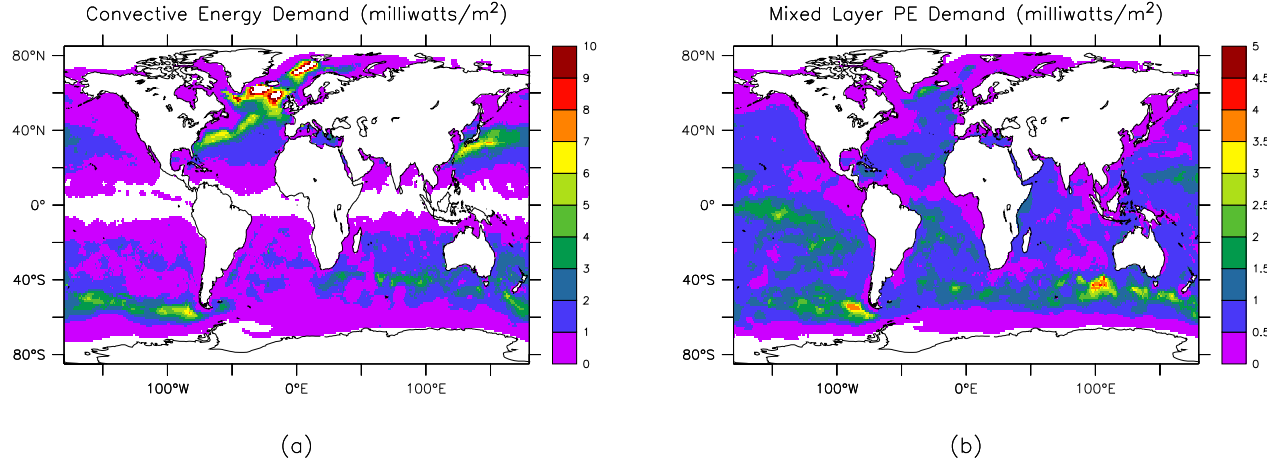 Convective Energy Demand (milliwatts/m²)
80°N
40°N
0°
40°S
80°S
100°W
0°E
100°E
10
9
8
7
6
5
4
3
2
1
0
(a)
Mixed Layer PE Demand (milliwatts/m²)
80°N
40°N
0°
40°S
80°S
100°W
0°E
100°E
5
4.5
4
3.5
3
2.5
2
1.5
1
0.5
0
(b)